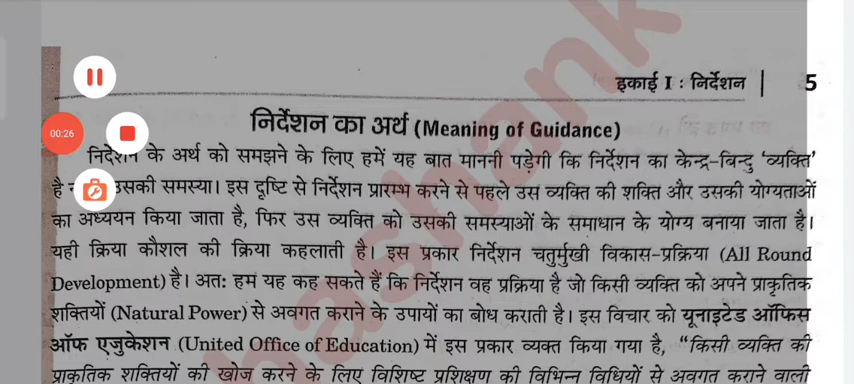 इकाई I : निर्देशन | 5
निर्देशन का अर्थ (Meaning of Guidance)
00:26
निर्देशन के अर्थ को समझने के लिए हमें यह बात माननी पड़ेगी कि निर्देशन का केन्द्र-बिन्दु 'व्यक्ति'
है उसकी समस्या। इस दृष्टि से निर्देशन प्रारम्भ करने से पहले उस व्यक्ति की शक्ति और उसकी योग्यताओं
का अध्ययन किया जाता है, फिर उस व्यक्ति को उसकी समस्याओं के समाधान के योग्य बनाया जाता है।
यही क्रिया कौशल की क्रिया कहलाती है। इस प्रकार निर्देशन चतुर्मुखी विकास-प्रक्रिया (All Round
Development) है। अतः हम यह कह सकते हैं कि निर्देशन वह प्रक्रिया है जो किसी व्यक्ति को अपने प्राकृतिक
शक्तियों (Natural Power) से अवगत कराने के उपायों का बोध कराती है। इस विचार को यूनाइटेड ऑफिस
ऑफ एजुकेशन (United Office of Education) में इस प्रकार व्यक्त किया गया है, "किसी व्यक्ति की
प्राकृतिक शक्तियों की खोज करने के लिए विशिष्ट प्रशिक्षण की विभिन्न विधियों से अवगत कराने वाली
hashank